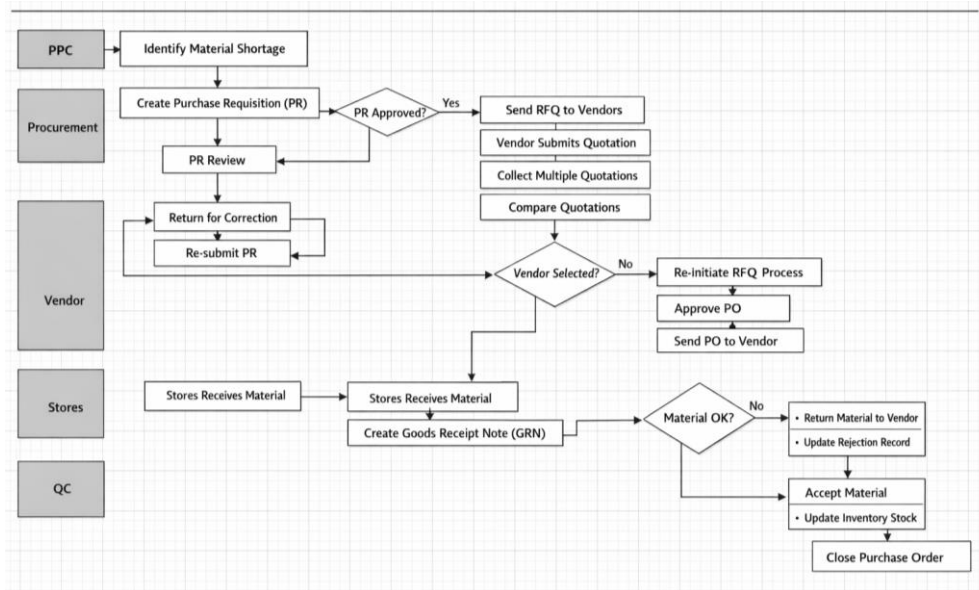 PPC
Identify Material Shortage
Procurement
Create Purchase Requisition (PR)
PR Approved?
Yes
Send RFQ to Vendors
Vendor Submits Quotation
PR Review
Collect Multiple Quotations
Compare Quotations
Vendor
Return for Correction
Re-submit PR
Vendor Selected?
No
Re-initiate RFQ Process
Approve PO
Send PO to Vendor
Stores
Stores Receives Material
Stores Receives Material
Create Goods Receipt Note (GRN)
Material OK?
No
• Return Material to Vendor
• Update Rejection Record
QC
Accept Material
• Update Inventory Stock
Close Purchase Order